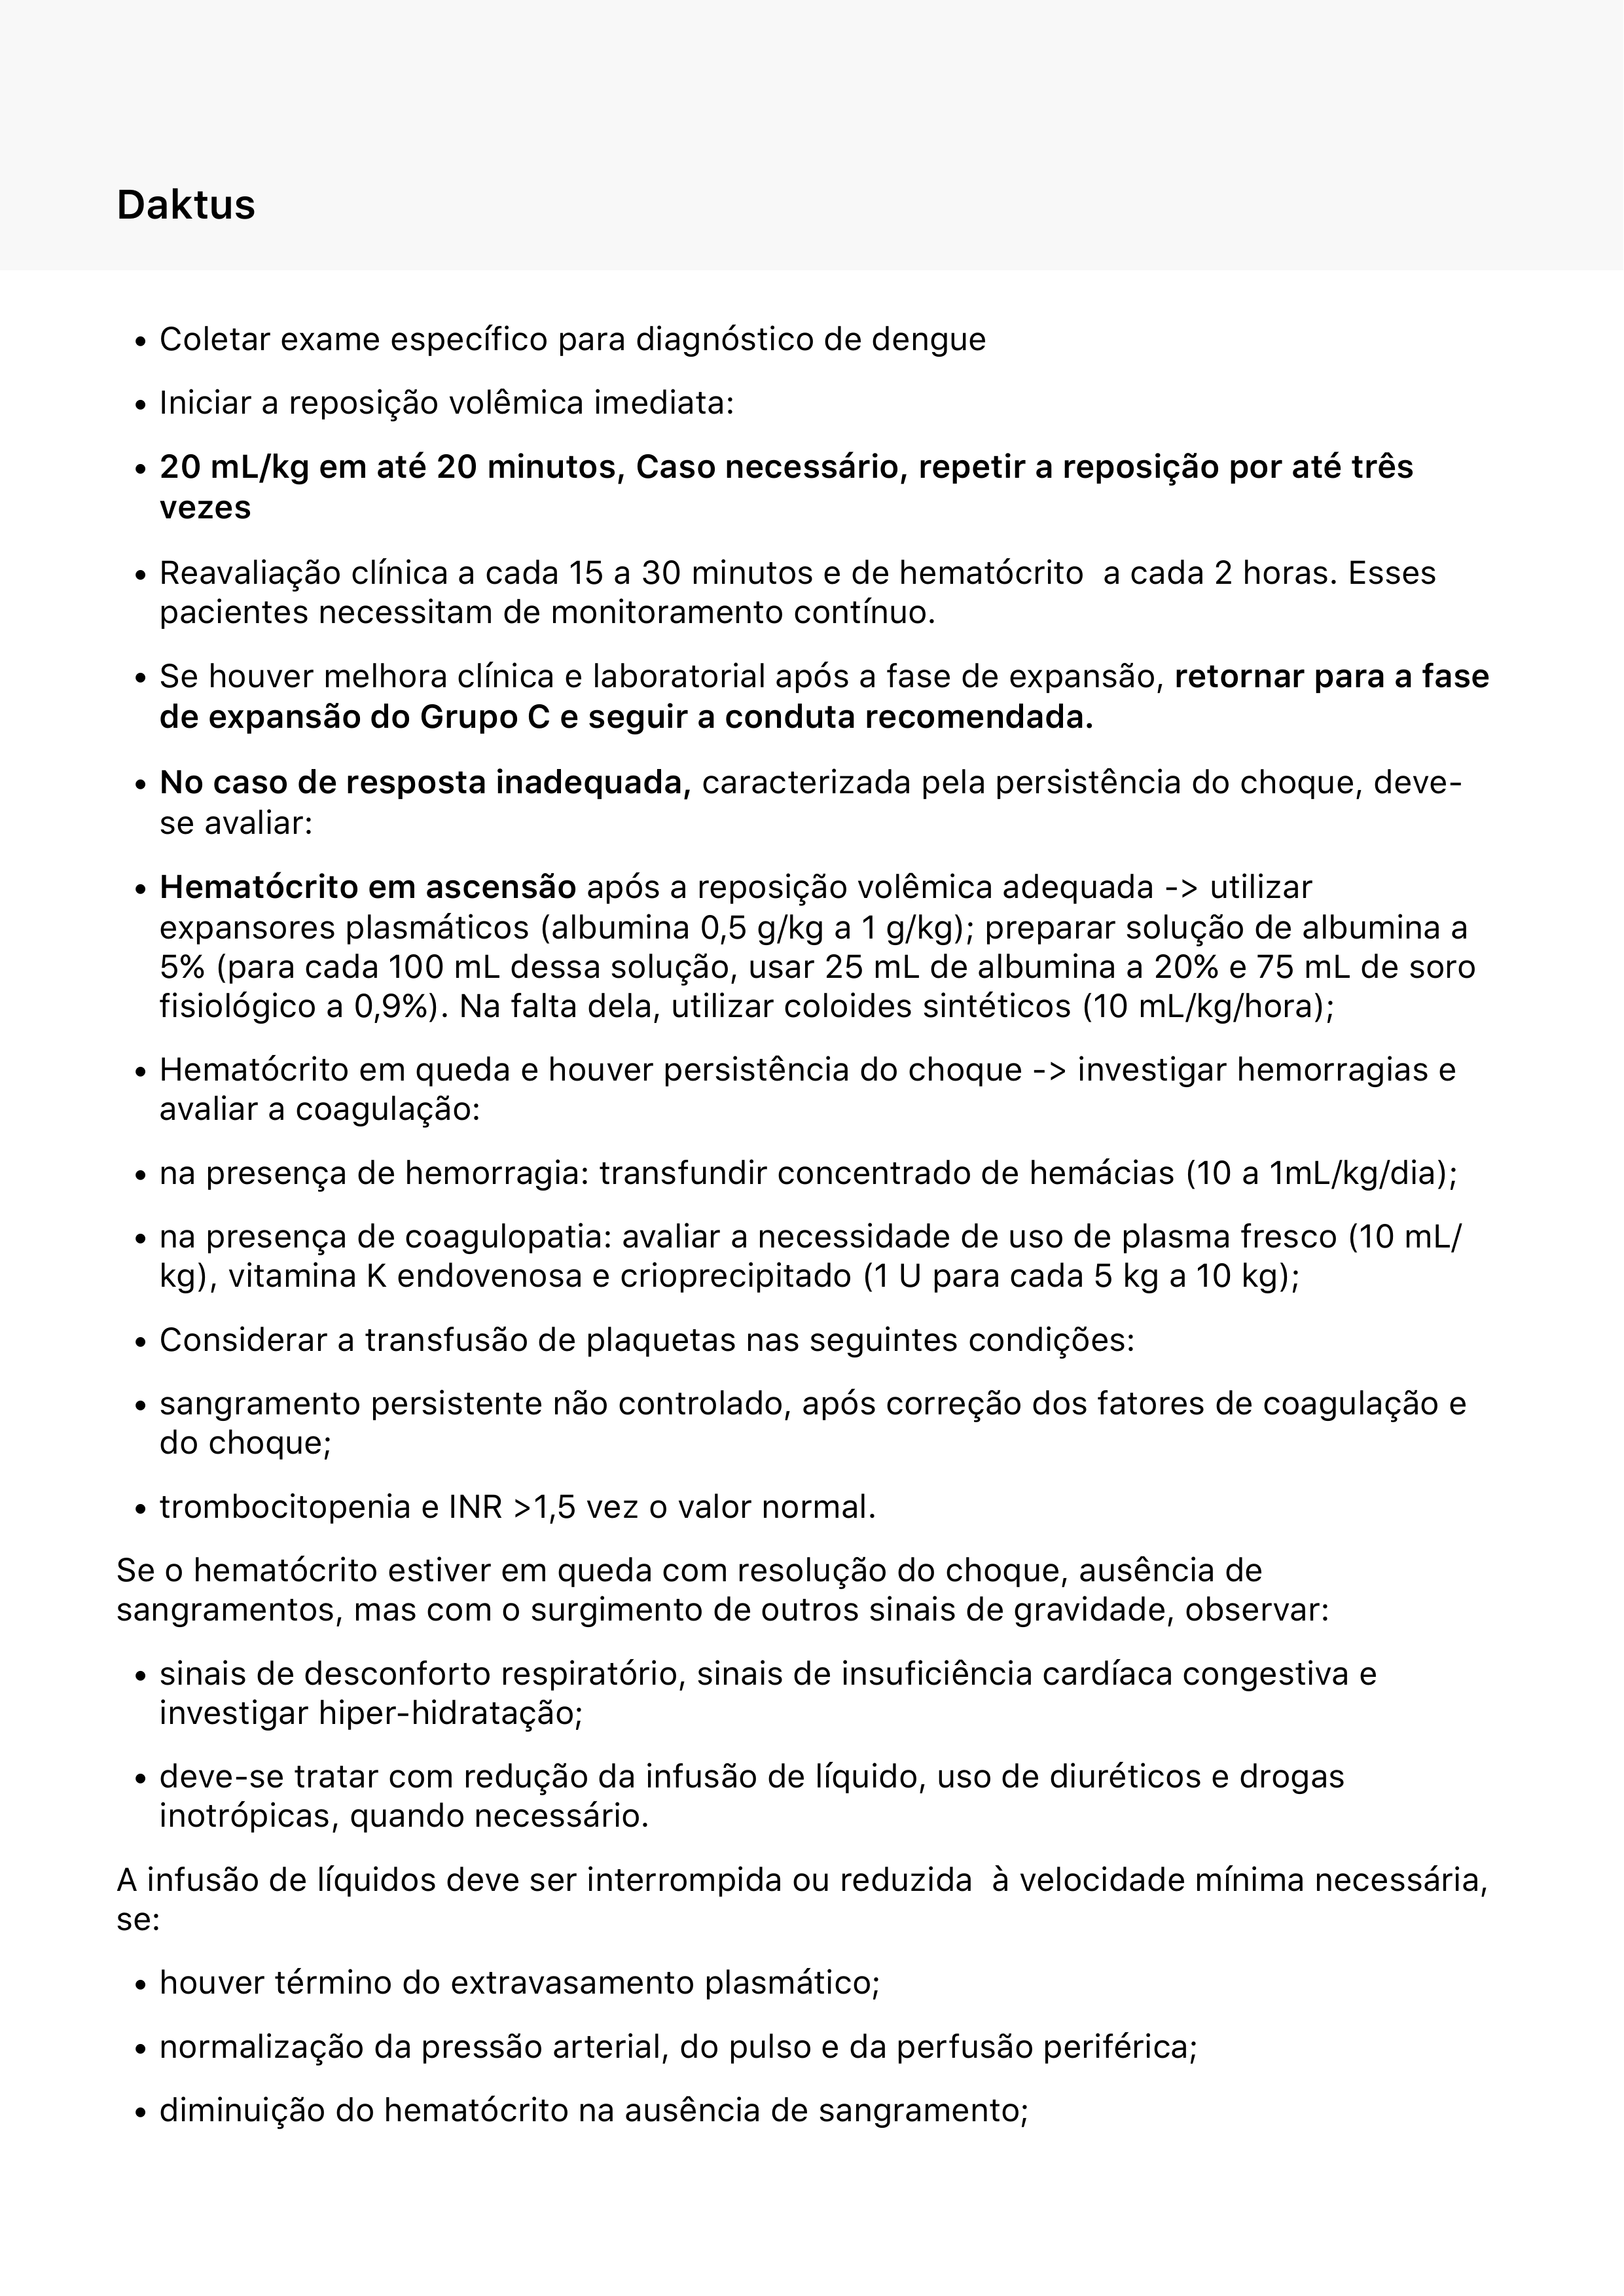 Daktus
• Coletar exame específico para diagnóstico de dengue
• Iniciar a reposição volêmica imediata:
• 20 mL/kg em até 20 minutos, Caso necessário, repetir a reposição por até três
vezes
• Reavaliação clínica a cada 15 a 30 minutos e de hematócrito  a cada 2 horas. Esses
pacientes necessitam de monitoramento contínuo.
• Se houver melhora clínica e laboratorial após a fase de expansão, retornar para a fase
de expansão do Grupo C e seguir a conduta recomendada.
• No caso de resposta inadequada, caracterizada pela persistência do choque, deve-
se avaliar:
• Hematócrito em ascensão após a reposição volêmica adequada -> utilizar
expansores plasmáticos (albumina 0,5 g/kg a 1 g/kg); preparar solução de albumina a
5% (para cada 100 mL dessa solução, usar 25 mL de albumina a 20% e 75 mL de soro
fisiológico a 0,9%). Na falta dela, utilizar coloides sintéticos (10 mL/kg/hora);
• Hematócrito em queda e houver persistência do choque -> investigar hemorragias e
avaliar a coagulação:
• na presença de hemorragia: transfundir concentrado de hemácias (10 a 1mL/kg/dia);
• na presença de coagulopatia: avaliar a necessidade de uso de plasma fresco (10 mL/
kg), vitamina K endovenosa e crioprecipitado (1 U para cada 5 kg a 10 kg);
• Considerar a transfusão de plaquetas nas seguintes condições:
• sangramento persistente não controlado, após correção dos fatores de coagulação e
do choque;
• trombocitopenia e INR >1,5 vez o valor normal.
Se o hematócrito estiver em queda com resolução do choque, ausência de
sangramentos, mas com o surgimento de outros sinais de gravidade, observar:
• sinais de desconforto respiratório, sinais de insuficiência cardíaca congestiva e
investigar hiper-hidratação;
• deve-se tratar com redução da infusão de líquido, uso de diuréticos e drogas
inotrópicas, quando necessário.
A infusão de líquidos deve ser interrompida ou reduzida  à velocidade mínima necessária,
se:
• houver término do extravasamento plasmático;
• normalização da pressão arterial, do pulso e da perfusão periférica;
• diminuição do hematócrito na ausência de sangramento;